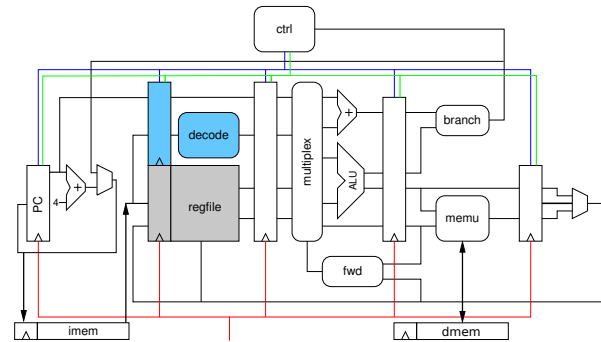 ctrl
decode
multiplex
+
branch
ALU
PC
+
4
regfile
memu
fwd
imem
dmem